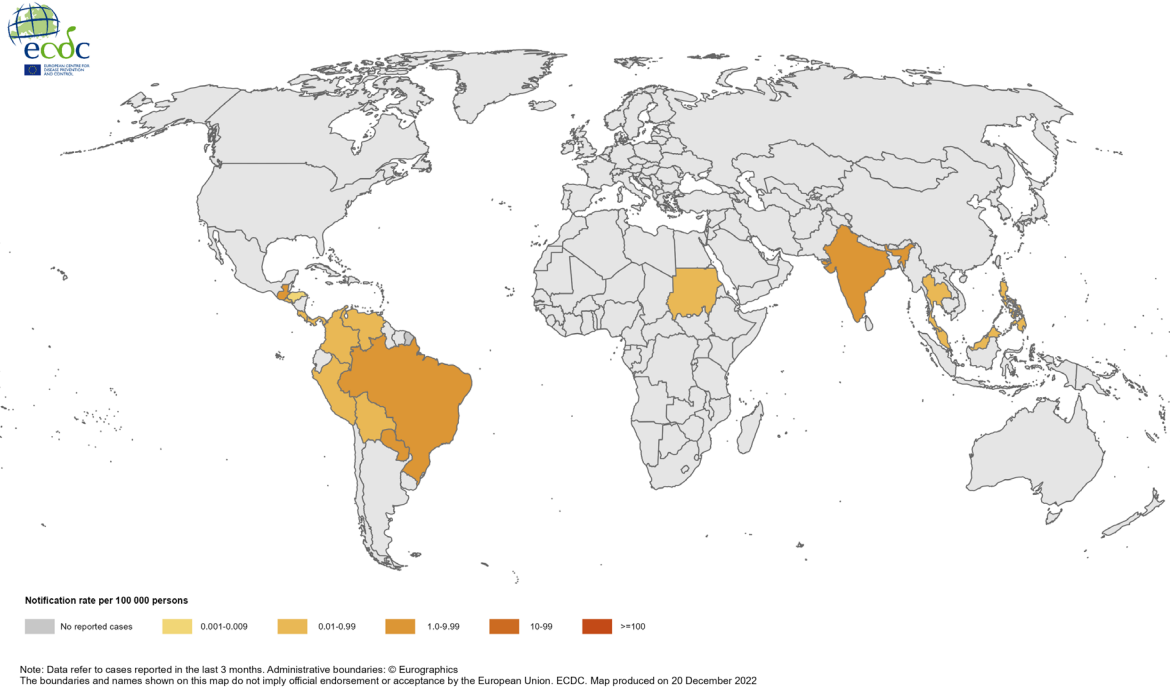 ecdc
EUROPEAN CENTRE FOR
DISEASE PREVENTION
AND CONTROL
Notification rate per 100 000 persons
No reported cases
0.001-0.009
0.01-0.99
1.0-9.99
10-99
>=100
Note: Data refer to cases reported in the last 3 months. Administrative boundaries: © Eurographics
The boundaries and names shown on this map do not imply official endorsement or acceptance by the European Union. ECDC. Map produced on 20 December 2022